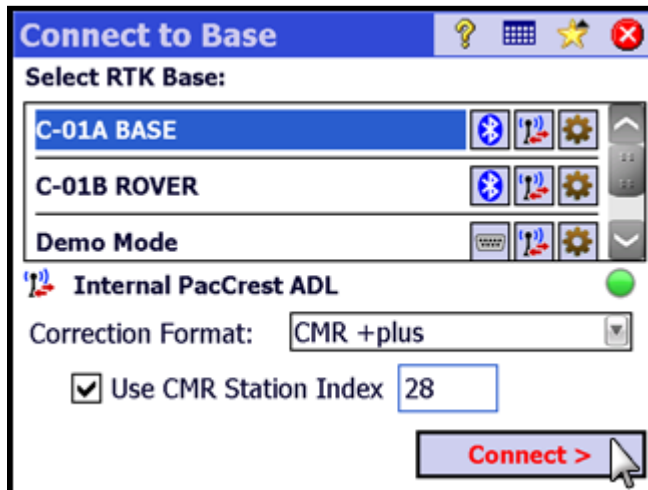 Connect to Base
Select RTK Base:
C-01A BASE
C-01B ROVER
Demo Mode
Internal PacCrest ADL
Correction Format: CMR +plus
Use CMR Station Index 28
Connect >